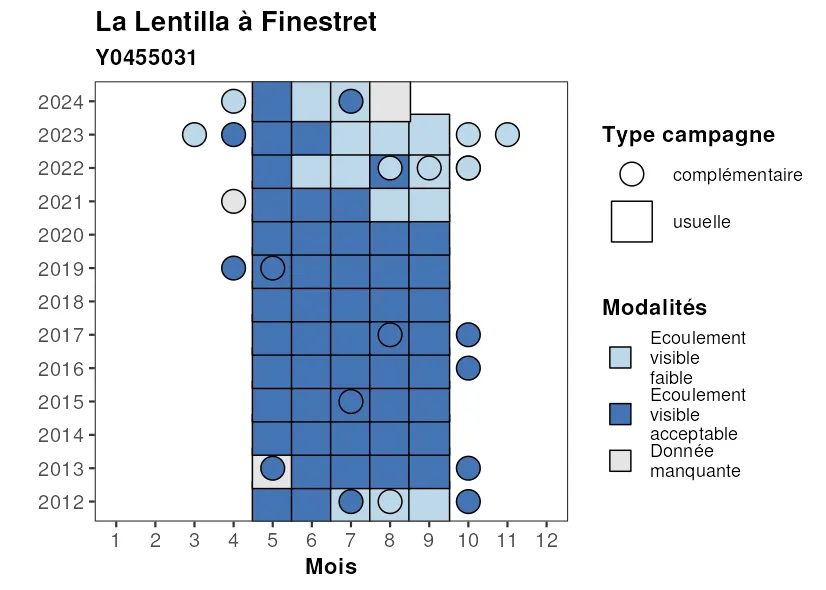 La Lentilla à Finestret
Y0455031
2024
2023
2022
2021
2020
2019
2018
2017
2016
2015
2014
2013
2012
1 2 3 4 5 6 7 8 9 10 11 12
Mois
Type campagne
complémentaire
usuelle
Modalités
Ecoulement
visible
faible
Ecoulement
visible
acceptable
Donnée
manquante